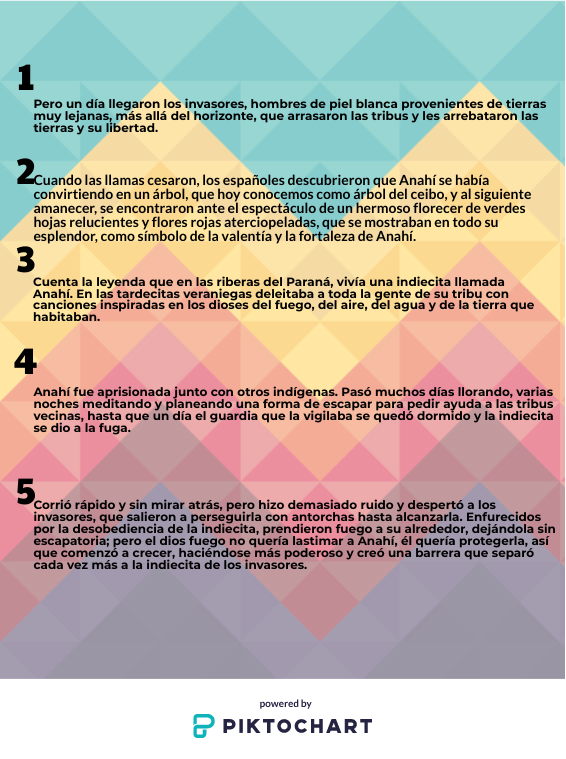 1
Pero un día llegaron los invasores, hombres de piel blanca provenientes de tierras
muy lejanas, más allá del horizonte, que arrasaron las tribus y les arrebataron las
tierras y su libertad.
2
Cuando las llamas cesaron, los españoles descubrieron que Anahí se había
convirtiendo en un árbol, que hoy conocemos como árbol del ceibo, y al siguiente
amanecer, se encontraron ante el espectáculo de un hermoso florecer de verdes
hojas relucientes y flores rojas aterciopeladas, que se mostraban en todo su
esplendor, como símbolo de la valentía y la fortaleza de Anahí.
3
Cuenta la leyenda que en las riberas del Paraná, vivía una indiecita llamada
Anahí. En las tardecitas veraniegas deleitaba a toda la gente de su tribu con
canciones inspiradas en los dioses del fuego, del aire, del agua y de la tierra que
habitaban.
4
Anahí fue aprisionada junto con otros indígenas. Pasó muchos días llorando, varias
noches meditando y planeando una forma de escapar para pedir ayuda a las tribus
vecinas, hasta que un día el guardia que la vigilaba se quedó dormido y la indiecita
se dio a la fuga.
5
Corrió rápido y sin mirar atrás, pero hizo demasiado ruido y despertó a los
invasores, que salieron a perseguirla con antorchas hasta alcanzarla. Enfurecidos
por la desobediencia de la indiecita, prendieron fuego a su alrededor, dejándola sin
escapatoria; pero el dios fuego no quería lastimar a Anahí, él quería protegerla, así
que comenzó a crecer, haciéndose más poderoso y creó una barrera que separó
cada vez más a la indiecita de los invasores.
powered by
PIKTOCHART